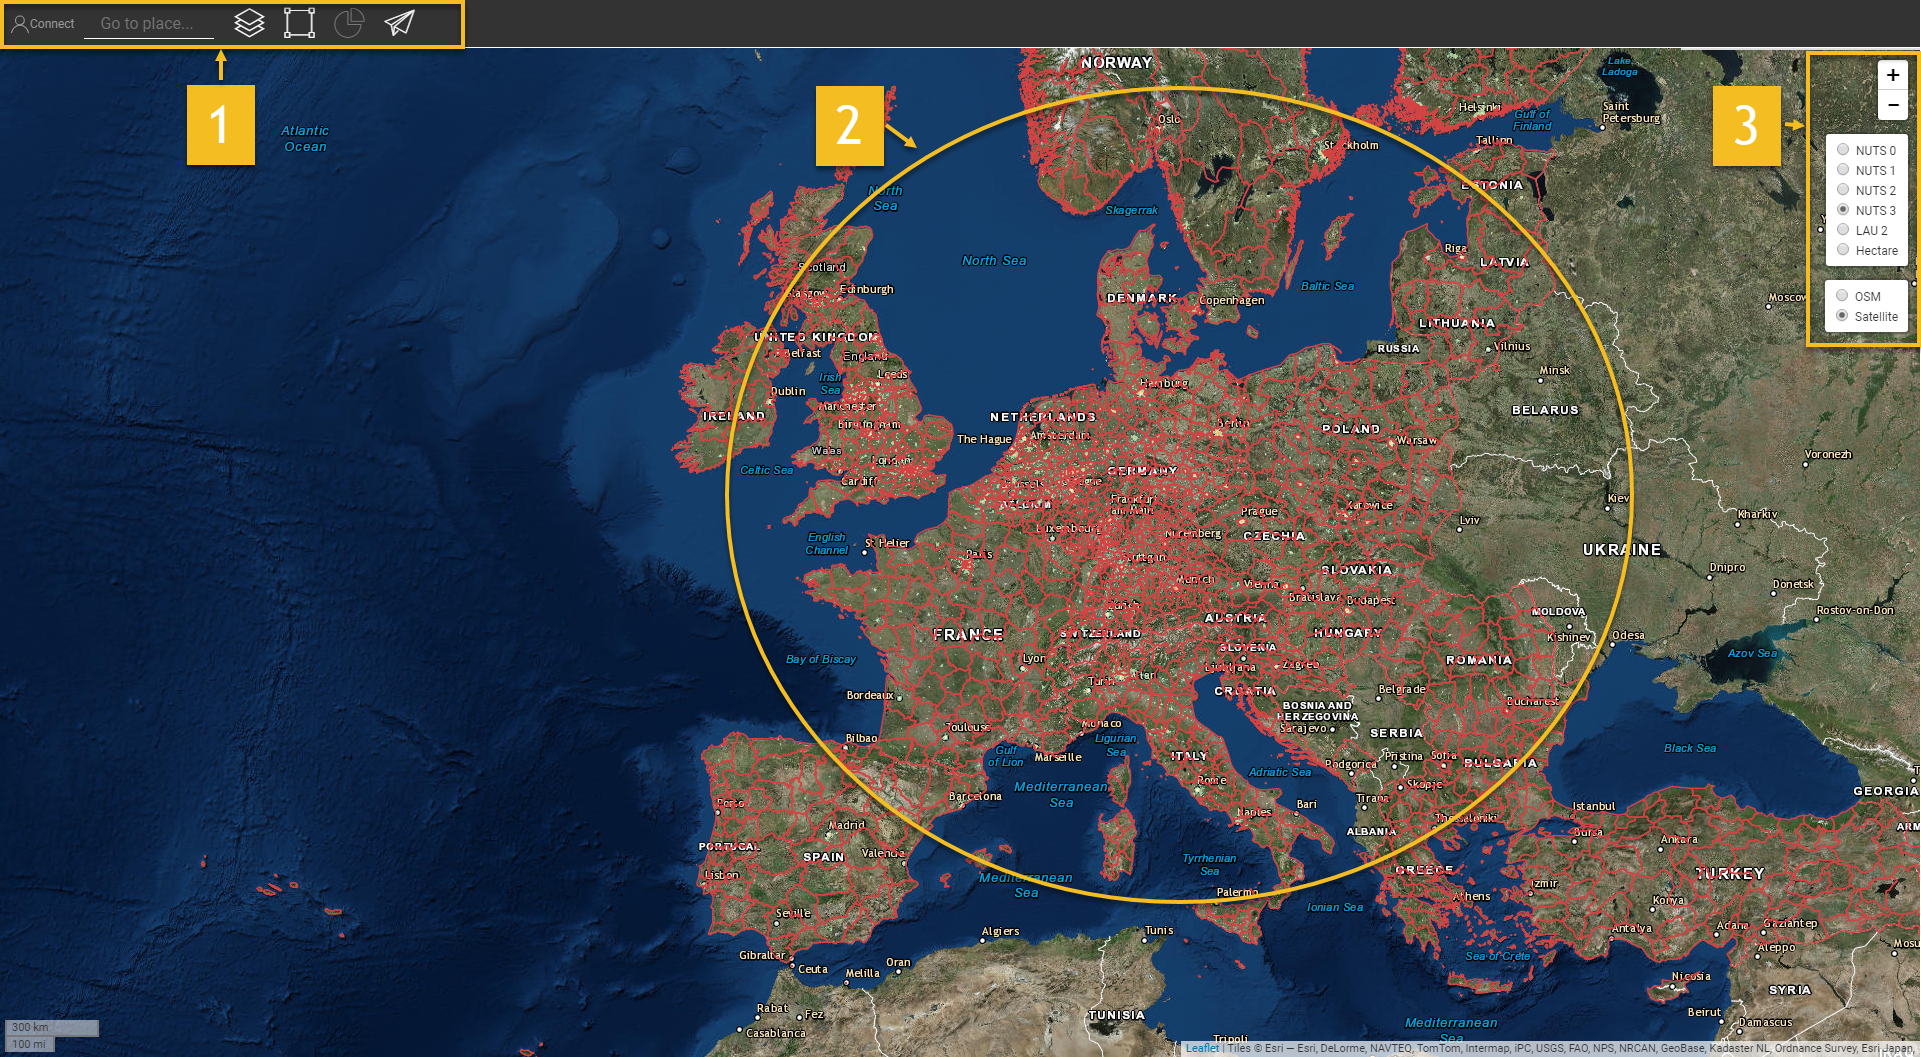 Connect
Go to place...
1
2
3
+
−
NUTS 0
NUTS 1
NUTS 2
NUTS 3
LAU 2
Hectare
OSM
Satellite
Atlantic
Ocean
NORWAY
Oslo
Helsinki
Gulf of
Finland
Lake
Ladoga
Saint
Petersburg
Tallinn
Stockholm
ESTONIA
North
Sea
Skagerrak
North Sea
Riga
LATVIA
Scotland
Glasgow
Edinburgh
DENMARK
Copenhagen
Baltic Sea
Moscow
LITHUANIA
UNITED KINGDOM
Belfast
England
RUSSIA
Vilnius
Irish
Sea
Leeds
Dublin
Hamburg
Minsk
Manchester
IRELAND
Birmingham
NETHERLANDS
BELARUS
The Hague
Amsterdam
Berlin
POLAND
Warsaw
Wales
London
Celtic Sea
Cardiff
GERMANY
Brussels
Cologne
BELGIUM
Frankfurt
am Main
Voronezh
Kiev
Prague
Katowice
Luxembourg
Lviv
Kharkiv
English
Channel
St Helier
Nuremberg
CZECHIA
UKRAINE
Paris
Stuttgart
SLOVAKIA
Dnipro
Munich
Vienna
Donetsk
Bratislava
Budapest
Zurich
AUSTRIA
MOLDOVA
Rostov-on-Don
FRANCE
SWITZERLAND
HUNGARY
Kishinev
Odesa
SLOVENIA
Azov Sea
Bay of Biscay
Lyon
Ljubljana
Zagreb
ROMANIA
Turin
Milan
Bordeaux
CROATIA
Belgrade
Bucharest
BOSNIA AND
HERZEGOVINA
Sarajevo
Toulouse
Monaco
SERBIA
Bilbao
Ligurian
Sea
Gulf
of Lion
Marseille
ITALY
Pristina
Sofia
Black Sea
Podgorica
BULGARIA
Adriatic Sea
Rome
Skopje
Mediterranean
Sea
Barcelona
Tirana
Porto
Bari
Istanbul
GEORGIA
Naples
Thessaloniki
Madrid
ALBANIA
Bursa
Ankara
ARM
PORTUGAL
SPAIN
Valencia
Tyrrhenian
Sea
GREECE
TURKEY
Lisbon
Mediterranean
Sea
Palermo
Athens
Izmir
Konya
Ionian Sea
Seville
Adana
Gaziantep
Antalya
Algiers
Tunis
Aleppo
Mosu
Gibraltar
Ceuta
Melilla
Oran
Sea of Crete
Nicosia
SYRIA
Rabat
Fez
Casablanca
TUNISIA
Beirut
Damascus
Mediterranean
Sea
Tripoli
300 km
100 mi
Leaflet | Tiles © Esri — Esri, DeLorme, NAVTEQ, TomTom, Intermap, iPC, USGS, FAO, NPS, NRCAN, GeoBase, Kadaster NL, Ordnance Survey, Esri Japan,